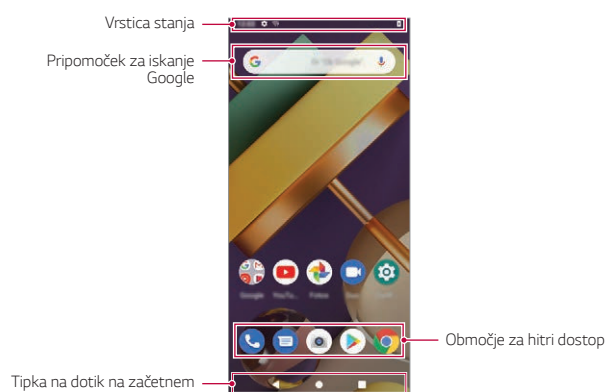 Vrstica stanja
Pripomoček za iskanje
Google
Območje za hitri dostop
Tipka na dotik na začetnem